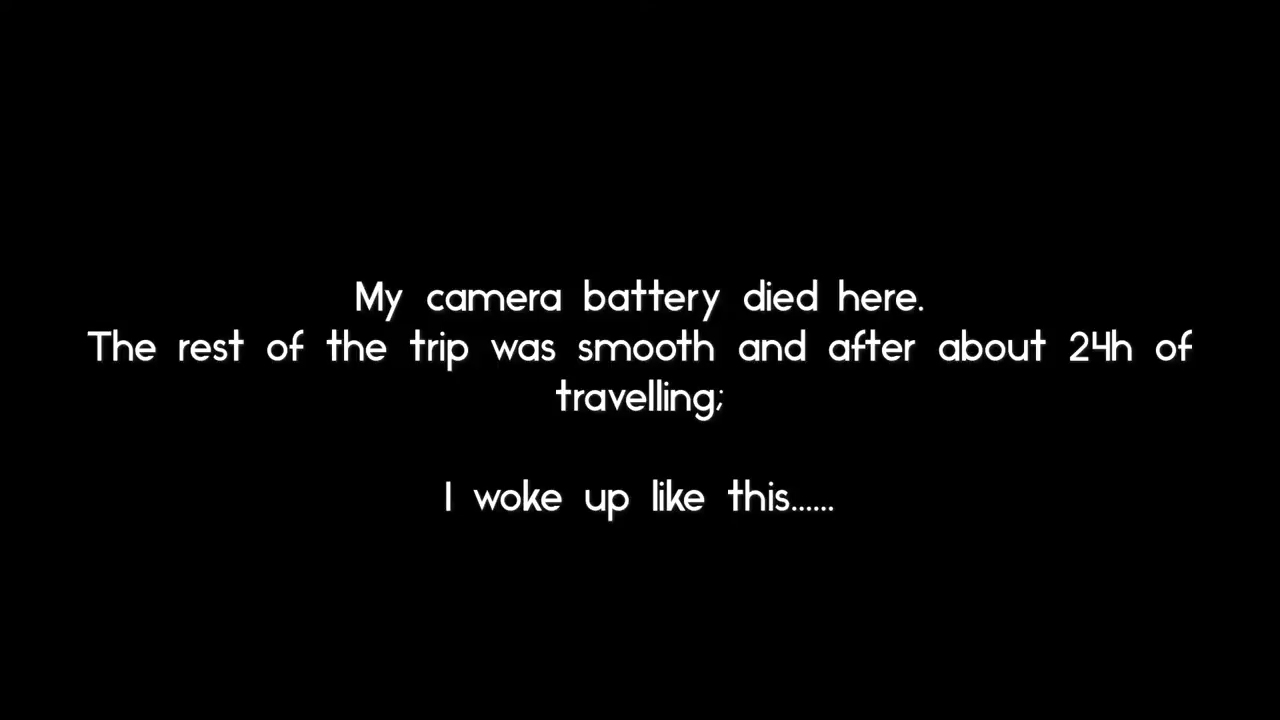 My camera battery died here.
The rest of the trip was smooth and after about 24h of
travelling;
I woke up like this......